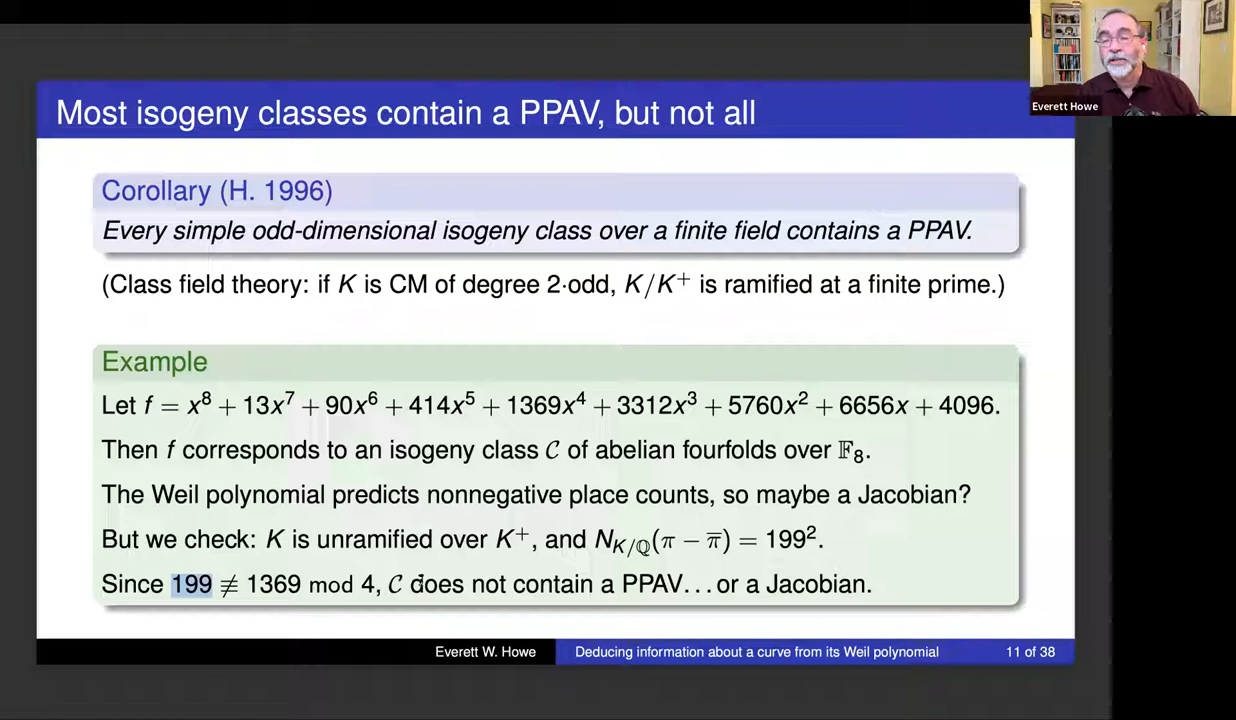 Everett Howe
Most isogeny classes contain a PPAV, but not all
Corollary (H. 1996)
Every simple odd-dimensional isogeny class over a finite field contains a PPAV.
(Class field theory: if K is CM of degree 2·odd, K/K⁺ is ramified at a finite prime.)
Example
Let f = x⁸ + 13x⁷ + 90x⁶ + 414x⁵ + 1369x⁴ + 3312x³ + 5760x² + 6656x + 4096.
Then f corresponds to an isogeny class 𝒞 of abelian fourfolds over 𝔽₈.
The Weil polynomial predicts nonnegative place counts, so maybe a Jacobian?
But we check: K is unramified over K⁺, and N_{K/ℚ}(π − π̄) = 199².
Since 199 ≢ 1369 mod 4, 𝒞 does not contain a PPAV…or a Jacobian.
Everett W. Howe Deducing information about a curve from its Weil polynomial 11 of 38